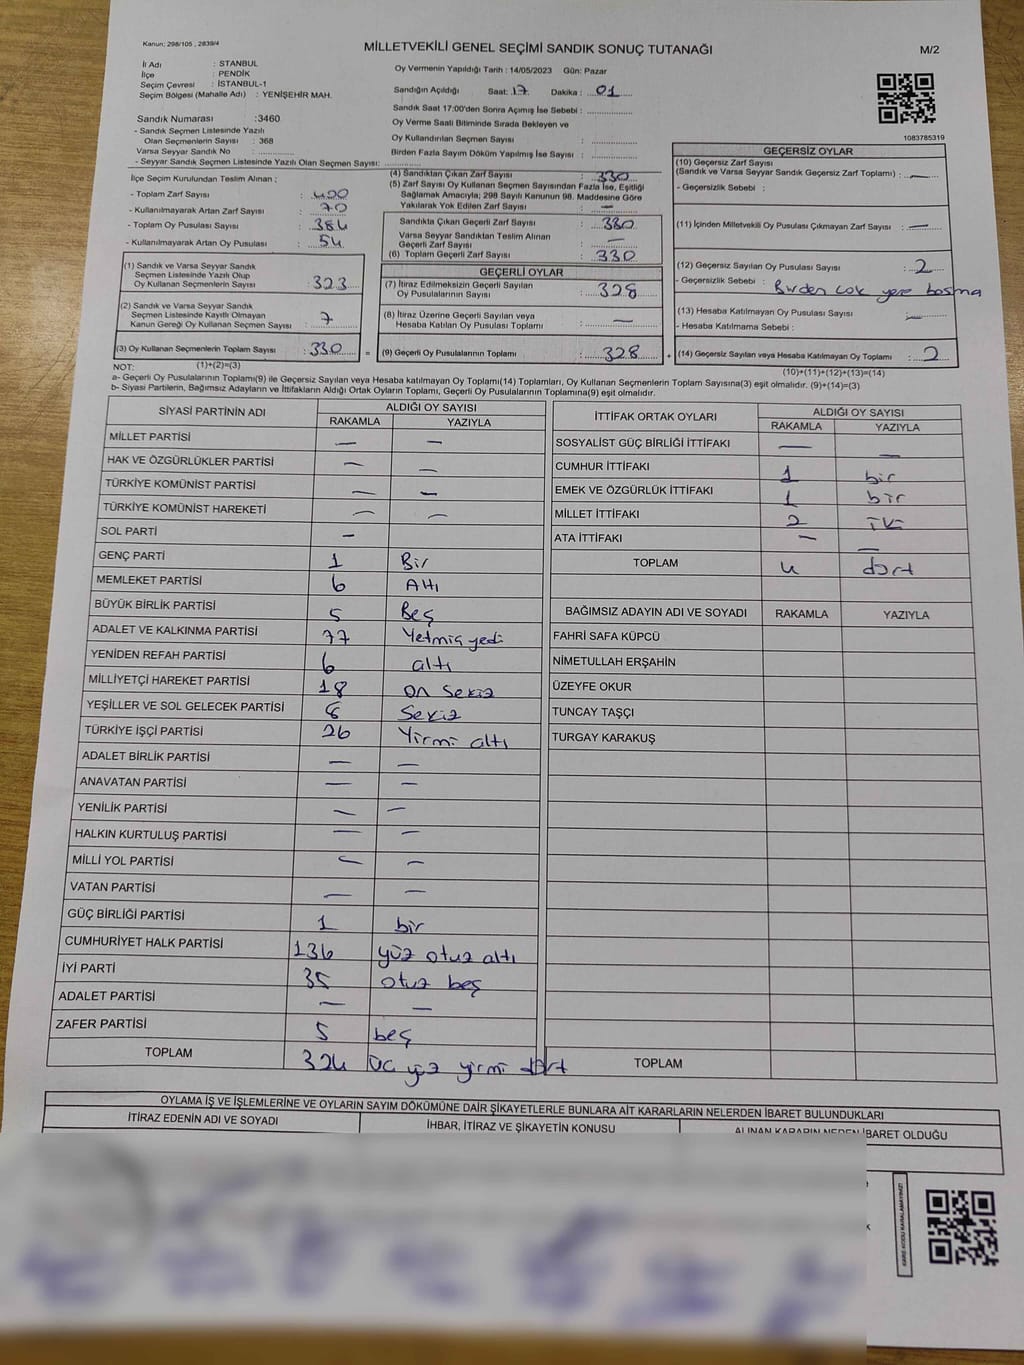 Kanun; 298/105 , 2839/4
MİLLETVEKİLİ GENEL SEÇİMİ SANDIK SONUÇ TUTANAĞI
M/2
İl Adı : STANBUL
İlçe : PENDİK
Seçim Çevresi : İSTANBUL-1
Seçim Bölgesi (Mahalle Adı) : YENİŞEHİR MAH.
Oy Vermenin Yapıldığı Tarih : 14/05/2023 Gün: Pazar
Sandığın Açıldığı Saat: 17 Dakika : 01
Sandık Saat 17:00'den Sonra Açımış İse Sebebi :
Oy Verme Saati Bitiminde Sırada Bekleyen ve
Oy Kullandırılan Seçmen Sayısı :
Birden Fazla Sayım Döküm Yapılmış İse Sayısı :
1083785319
Sandık Numarası :3460
- Sandık Seçmen Listesinde Yazılı
Olan Seçmenlerin Sayısı : 368
Varsa Seyyar Sandık No :
- Seyyar Sandık Seçmen Listesinde Yazılı Olan Seçmen Sayısı:
İlçe Seçim Kurulundan Teslim Alınan ;
- Toplam Zarf Sayısı : 400
- Kullanılmayarak Artan Zarf Sayısı : 70
- Toplam Oy Pusulası : 384
- Kullanılmayarak Artan Oy Pusulası : 54
(1) Sandık ve Varsa Seyyar Sandık
Seçmen Listesinde Yazılı Olup
Oy Kullanan Seçmenlerin Sayısı : 323
(2) Sandık ve Varsa Seyyar Sandık
Seçmen Listesinde Kayıtlı Olmayan
Kanun Gereği Oy Kullanan Seçmen Sayısı : 7
(3) Oy Kullanan Seçmenlerin Toplam Sayısı : 330
(4) Sandıktan Çıkan Zarf Sayısı : 330
(5) Zarf Sayısı Oy Kullanan Seçmen Sayısından Fazla İse, Eşitliği
Sağlamak Amacıyla; 298 Sayılı Kanunun 98. Maddesine Göre
Yakılarak Yok Edilen Zarf Sayısı : —
Sandıkta Çıkan Geçerli Zarf Sayısı : 330
Varsa Seyyar Sandıktan Teslim Alınan
Geçerli Zarf Sayısı : —
(6) Toplam Geçerli Zarf Sayısı : 330
GEÇERLİ OYLAR
(7) İtiraz Edilmeksizin Geçerli Sayılan
Oy Pusulalarının Sayısı : 328
(8) İtiraz Üzerine Geçerli Sayılan veya
Hesaba Katılan Oy Pusulası Toplamı : —
= (9) Geçerli Oy Pusulalarının Toplamı : 328
GEÇERSİZ OYLAR
(10) Geçersiz Zarf Sayısı
(Sandık ve Varsa Seyyar Sandık Geçersiz Zarf Toplamı) : —
- Geçersizlik Sebebi :
(11) İçinden Milletvekili Oy Pusulası Çıkmayan Zarf Sayısı : —
(12) Geçersiz Sayılan Oy Pusulası Sayısı : 2
- Geçersizlik Sebebi : Birden çok yere basma
(13) Hesaba Katılmayan Oy Pusulası Sayısı : —
- Hesaba Katılmama Sebebi :
+ (14) Geçersiz Sayılan veya Hesaba Katılmayan Oy Toplamı : 2
NOT: (1)+(2)=(3)
(10)+(11)+(12)+(13)=(14)
a- Geçerli Oy Pusulalarının Toplamı(9) ile Geçersiz Sayılan veya Hesaba katılmayan Oy Toplamı(14) Toplamları, Oy Kullanan Seçmenlerin Toplam Sayısına(3) eşit olmalıdır. (9)+(14)=(3)
b- Siyasi Partilerin, Bağımsız Adayların ve İttifakların Aldığı Ortak Oyların Toplamı, Geçerli Oy Pusulalarının Toplamına(9) eşit olmalıdır.
SİYASİ PARTİNİN ADI ALDIĞI OY SAYISI
RAKAMLA YAZIYLA
MİLLET PARTİSİ — —
HAK VE ÖZGÜRLÜKLER PARTİSİ — —
TÜRKİYE KOMÜNİST PARTİSİ — —
TÜRKİYE KOMÜNİST HAREKETİ — —
SOL PARTİ —
GENÇ PARTİ 1 Bir
MEMLEKET PARTİSİ 6 Altı
BÜYÜK BİRLİK PARTİSİ 5 Beş
ADALET VE KALKINMA PARTİSİ 77 Yetmiş yedi
YENİDEN REFAH PARTİSİ 6 altı
MİLLİYETÇİ HAREKET PARTİSİ 18 on sekiz
YEŞİLLER VE SOL GELECEK PARTİSİ 8 Sekiz
TÜRKİYE İŞÇİ PARTİSİ 26 Yirmi altı
ADALET BİRLİK PARTİSİ — —
ANAVATAN PARTİSİ — —
YENİLİK PARTİSİ — —
HALKIN KURTULUŞ PARTİSİ — —
MİLLİ YOL PARTİSİ — —
VATAN PARTİSİ — —
GÜÇ BİRLİĞİ PARTİSİ 1 bir
CUMHURİYET HALK PARTİSİ 136 yüz otuz altı
İYİ PARTİ 35 otuz beş
ADALET PARTİSİ — —
ZAFER PARTİSİ 5 beş
TOPLAM 324 üç yüz yirmi dört
İTTİFAK ORTAK OYLARI ALDIĞI OY SAYISI
RAKAMLA YAZIYLA
SOSYALİST GÜÇ BİRLİĞİ İTTİFAKI — —
CUMHUR İTTİFAKI 1 bir
EMEK VE ÖZGÜRLÜK İTTİFAKI 1 bir
MİLLET İTTİFAKI 2 iki
ATA İTTİFAKI — —
TOPLAM 4 dört
BAĞIMSIZ ADAYIN ADI VE SOYADI RAKAMLA YAZIYLA
FAHRİ SAFA KÜPCÜ
NİMETULLAH ERŞAHİN
ÜZEYFE OKUR
TUNCAY TAŞÇI
TURGAY KARAKUŞ
TOPLAM
OYLAMA İŞ VE İŞLEMLERİNE VE OYLARIN SAYIM DÖKÜMÜNE DAİR ŞİKAYETLERLE BUNLARA AİT KARARLARIN NELERDEN İBARET BULUNDUKLARI
İTİRAZ EDENİN ADI VE SOYADI İHBAR, İTİRAZ VE ŞİKAYETİN KONUSU ALINAN KARARIN NEDEN İBARET OLDUĞU
KARE KODU KARALAMAYINIZ!